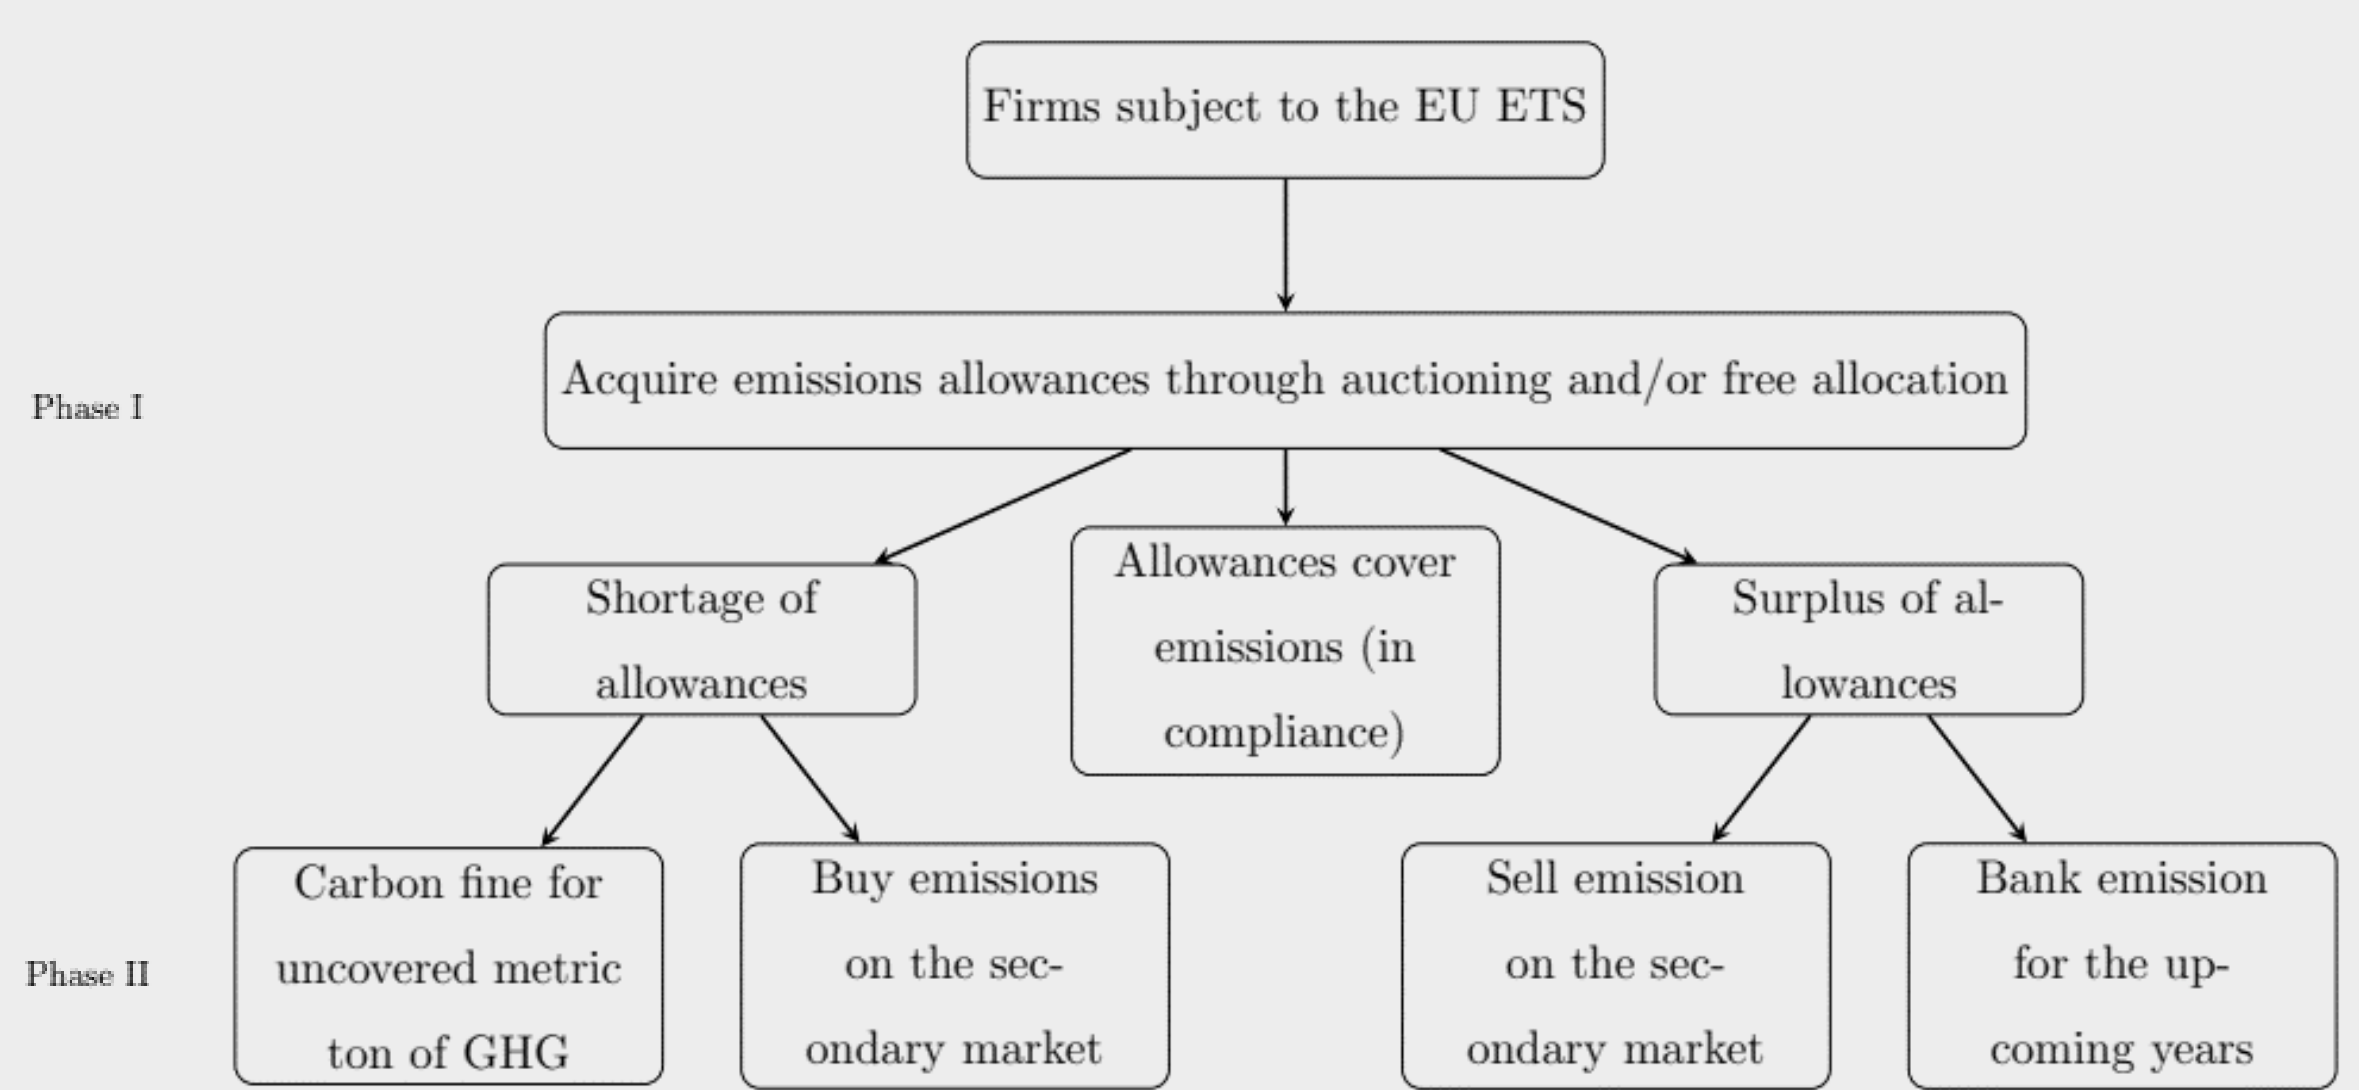 Firms subject to the EU ETS
Phase I
Acquire emissions allowances through auctioning and/or free allocation
Shortage of
allowances
Allowances cover
emissions (in
compliance)
Surplus of al-
lowances
Phase II
Carbon fine for
uncovered metric
ton of GHG
Buy emissions
on the sec-
ondary market
Sell emission
on the sec-
ondary market
Bank emission
for the up-
coming years